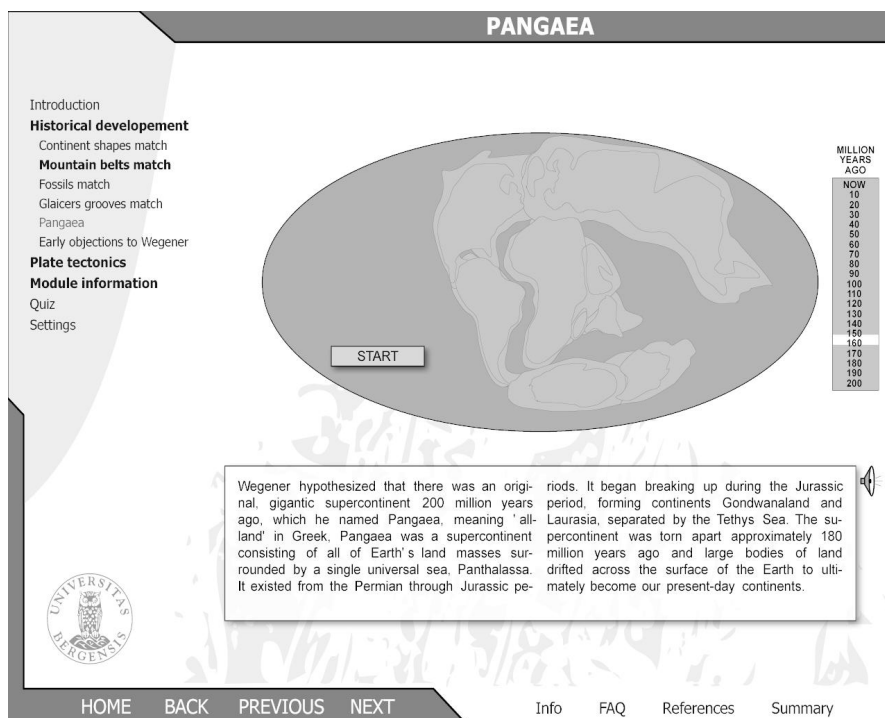 PANGAEA
Introduction
Historical developement
Continent shapes match
Mountain belts match
Fossils match
Glaicers grooves match
Pangaea
Early objections to Wegener
Plate tectonics
Module information
Quiz
Settings
START
MILLION
YEARS
AGO
NOW
10
20
30
40
50
60
70
80
90
100
110
120
130
140
150
160
170
180
190
200
Wegener hypothesized that there was an origi-
nal, gigantic supercontinent 200 million years
ago, which he named Pangaea, meaning 'all-
land' in Greek, Pangaea was a supercontinent
consisting of all of Earth's land masses sur-
rounded by a single universal sea, Panthalassa.
It existed from the Permian through Jurassic pe-
riods. It began breaking up during the Jurassic
period, forming continents Gondwanaland and
Laurasia, separated by the Tethys Sea. The su-
percontinent was torn apart approximately 180
million years ago and large bodies of land
drifted across the surface of the Earth to ulti-
mately become our present-day continents.
UNIVERSITAS
BERGENSIS
HOME BACK PREVIOUS NEXT
Info FAQ References Summary